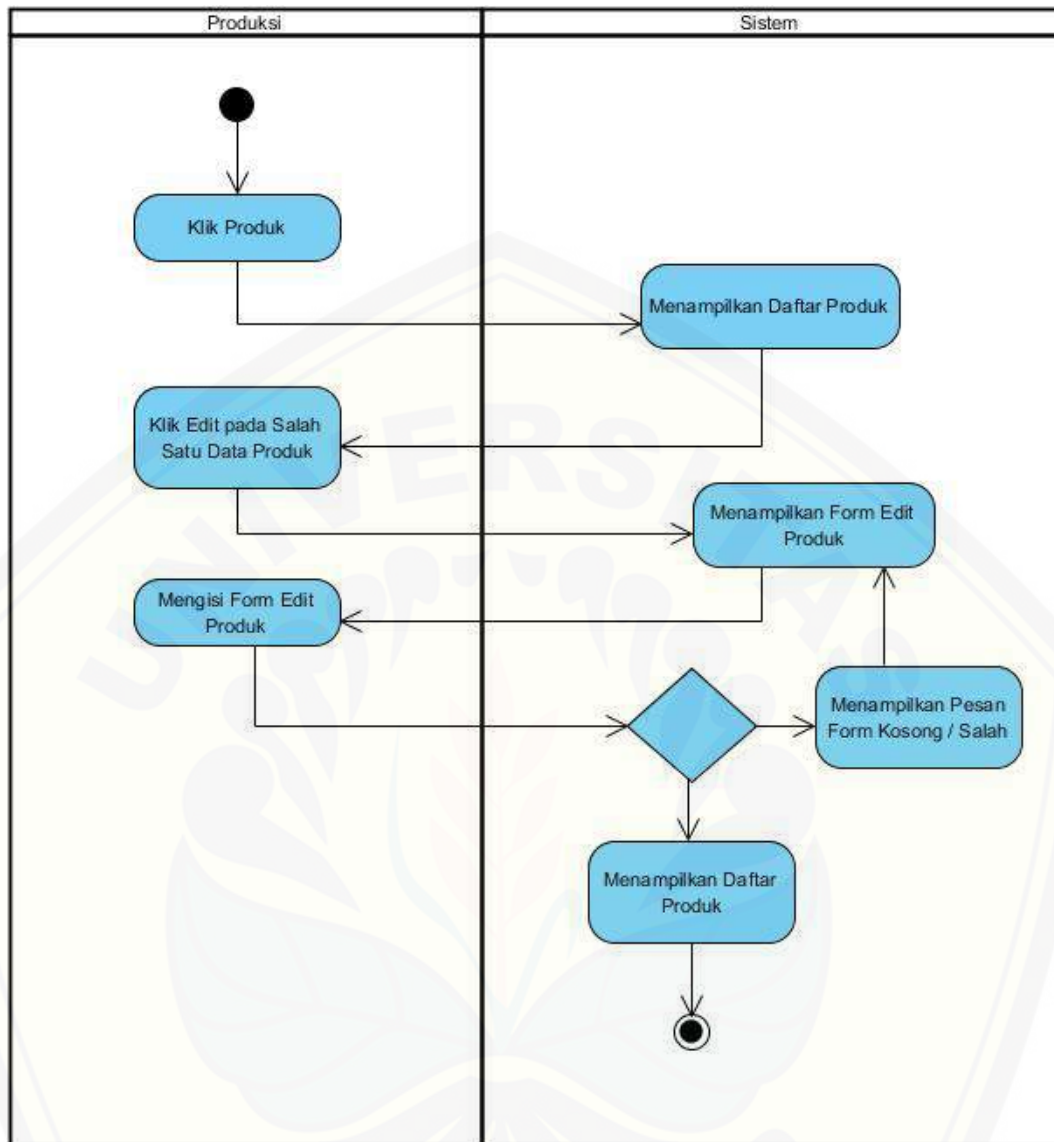 Produksi
Sistem
Klik Produk
Menampilkan Daftar Produk
Klik Edit pada Salah
Satu Data Produk
Menampilkan Form Edit
Produk
Mengisi Form Edit
Produk
Menampilkan Pesan
Form Kosong / Salah
Menampilkan Daftar
Produk
UNIVERSITAS